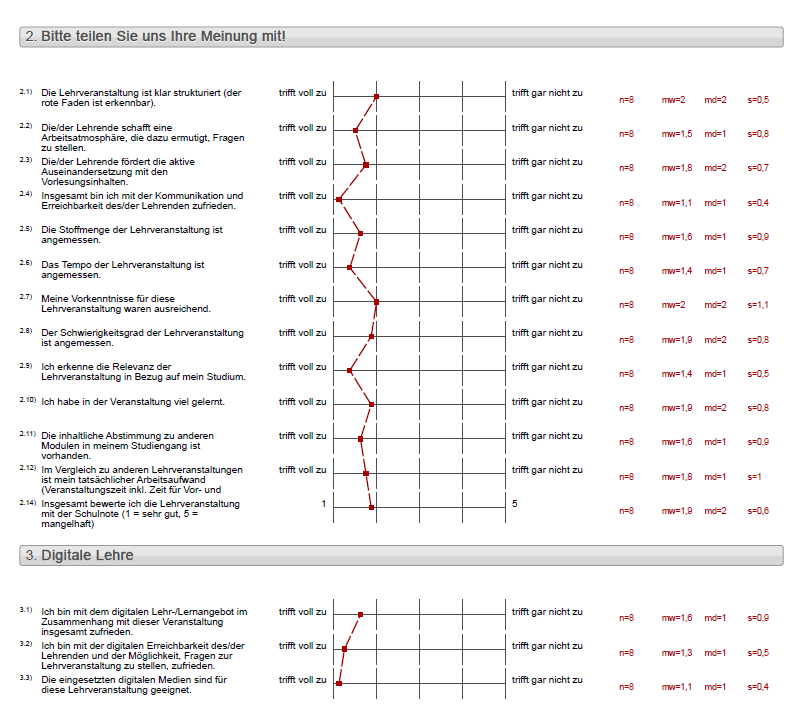 2. Bitte teilen Sie uns Ihre Meinung mit!
2.1) Die Lehrveranstaltung ist klar strukturiert (der trifft voll zu trifft gar nicht zu
rote Faden ist erkennbar). n=8 mw=2 md=2 s=0,5
2.2) Die/der Lehrende schafft eine trifft voll zu trifft gar nicht zu
Arbeitsatmosphäre, die dazu ermutigt, Fragen n=8 mw=1,5 md=1 s=0,8
zu stellen.
2.3) Die/der Lehrende fördert die aktive trifft voll zu trifft gar nicht zu
Auseinandersetzung mit den n=8 mw=1,8 md=2 s=0,7
Vorlesungsinhalten.
2.4) Insgesamt bin ich mit der Kommunikation und trifft voll zu trifft gar nicht zu
Erreichbarkeit des/der Lehrenden zufrieden. n=8 mw=1,1 md=1 s=0,4
2.5) Die Stoffmenge der Lehrveranstaltung ist trifft voll zu trifft gar nicht zu
angemessen. n=8 mw=1,6 md=1 s=0,9
2.6) Das Tempo der Lehrveranstaltung ist trifft voll zu trifft gar nicht zu
angemessen. n=8 mw=1,4 md=1 s=0,7
2.7) Meine Vorkenntnisse für diese trifft voll zu trifft gar nicht zu
Lehrveranstaltung waren ausreichend. n=8 mw=2 md=2 s=1,1
2.8) Der Schwierigkeitsgrad der Lehrveranstaltung trifft voll zu trifft gar nicht zu
ist angemessen. n=8 mw=1,9 md=2 s=0,8
2.9) Ich erkenne die Relevanz der trifft voll zu trifft gar nicht zu
Lehrveranstaltung in Bezug auf mein Studium. n=8 mw=1,4 md=1 s=0,5
2.10) Ich habe in der Veranstaltung viel gelernt. trifft voll zu trifft gar nicht zu
n=8 mw=1,9 md=2 s=0,8
2.11) Die inhaltliche Abstimmung zu anderen trifft voll zu trifft gar nicht zu
Modulen in meinem Studiengang ist n=8 mw=1,6 md=1 s=0,9
vorhanden.
2.12) Im Vergleich zu anderen Lehrveranstaltungen trifft voll zu trifft gar nicht zu
ist mein tatsächlicher Arbeitsaufwand n=8 mw=1,8 md=1 s=1
(Veranstaltungszeit inkl. Zeit für Vor- und
2.14) Insgesamt bewerte ich die Lehrveranstaltung 1 5
mit der Schulnote (1 = sehr gut, 5 = n=8 mw=1,9 md=2 s=0,6
mangelhaft)
3. Digitale Lehre
3.1) Ich bin mit dem digitalen Lehr-/Lernangebot im trifft voll zu trifft gar nicht zu
Zusammenhang mit dieser Veranstaltung n=8 mw=1,6 md=1 s=0,9
insgesamt zufrieden.
3.2) Ich bin mit der digitalen Erreichbarkeit des/der trifft voll zu trifft gar nicht zu
Lehrenden und der Möglichkeit, Fragen zur n=8 mw=1,3 md=1 s=0,5
Lehrveranstaltung zu stellen, zufrieden.
3.3) Die eingesetzten digitalen Medien sind für trifft voll zu trifft gar nicht zu
diese Lehrveranstaltung geeignet. n=8 mw=1,1 md=1 s=0,4